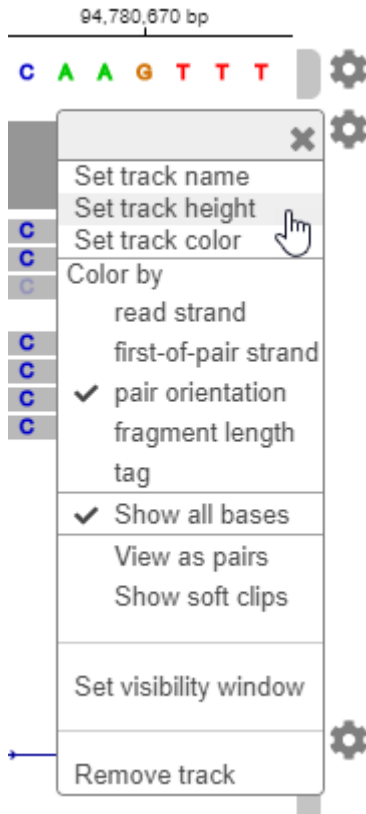 94,780,670 bp
C A A G T T T
Set track name
Set track height
Set track color
C
C
C
Color by
read strand
first-of-pair strand
pair orientation
fragment length
tag
C
C
C
C
Show all bases
View as pairs
Show soft clips
Set visibility window
Remove track